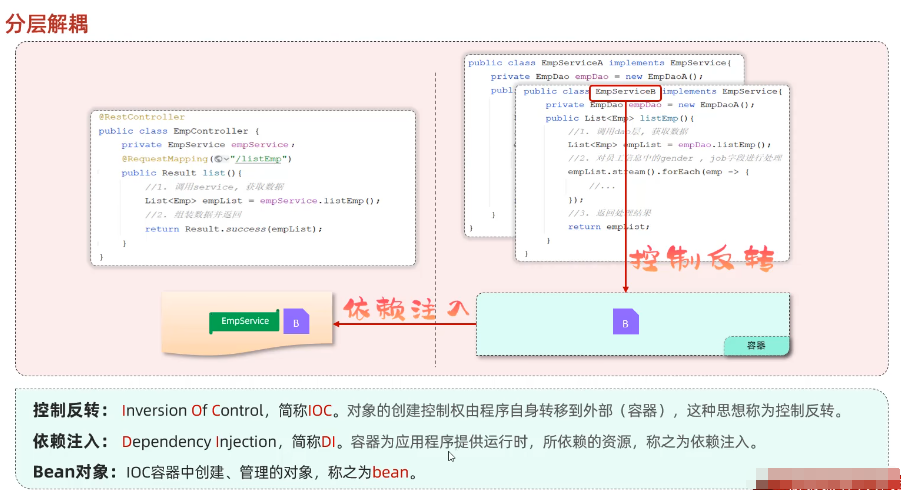 分层解耦
@RestController
public class EmpController {
private EmpService empService;
@RequestMapping("/listEmp")
public Result list(){
//1. 调用service, 获取数据
List<Emp> empList = empService.listEmp();
//2. 组装数据并返回
return Result.success(empList);
}
}
public class EmpServiceA implements EmpService{
private EmpDao empDao = new EmpDaoA();
publ
}
}
public class EmpServiceB implements EmpService{
private EmpDao empDao = new EmpDaoA();
public List<Emp> listEmp(){
//1. 调用dao层, 获取数据
List<Emp> empList = empDao.listEmp();
//2. 对员工信息中的gender , job字段进行处理
empList.stream().forEach(emp -> {
//...
});
//3. 返回处理结果
return empList;
}
}
控制反转
依赖注入
EmpService
B
B
容器
控制反转： Inversion Of Control，简称IOC。对象的创建控制权由程序自身转移到外部（容器），这种思想称为控制反转。
依赖注入： Dependency Injection，简称DI。容器为应用程序提供运行时，所依赖的资源，称之为依赖注入。
Bean对象：IOC容器中创建、管理的对象，称之为bean。